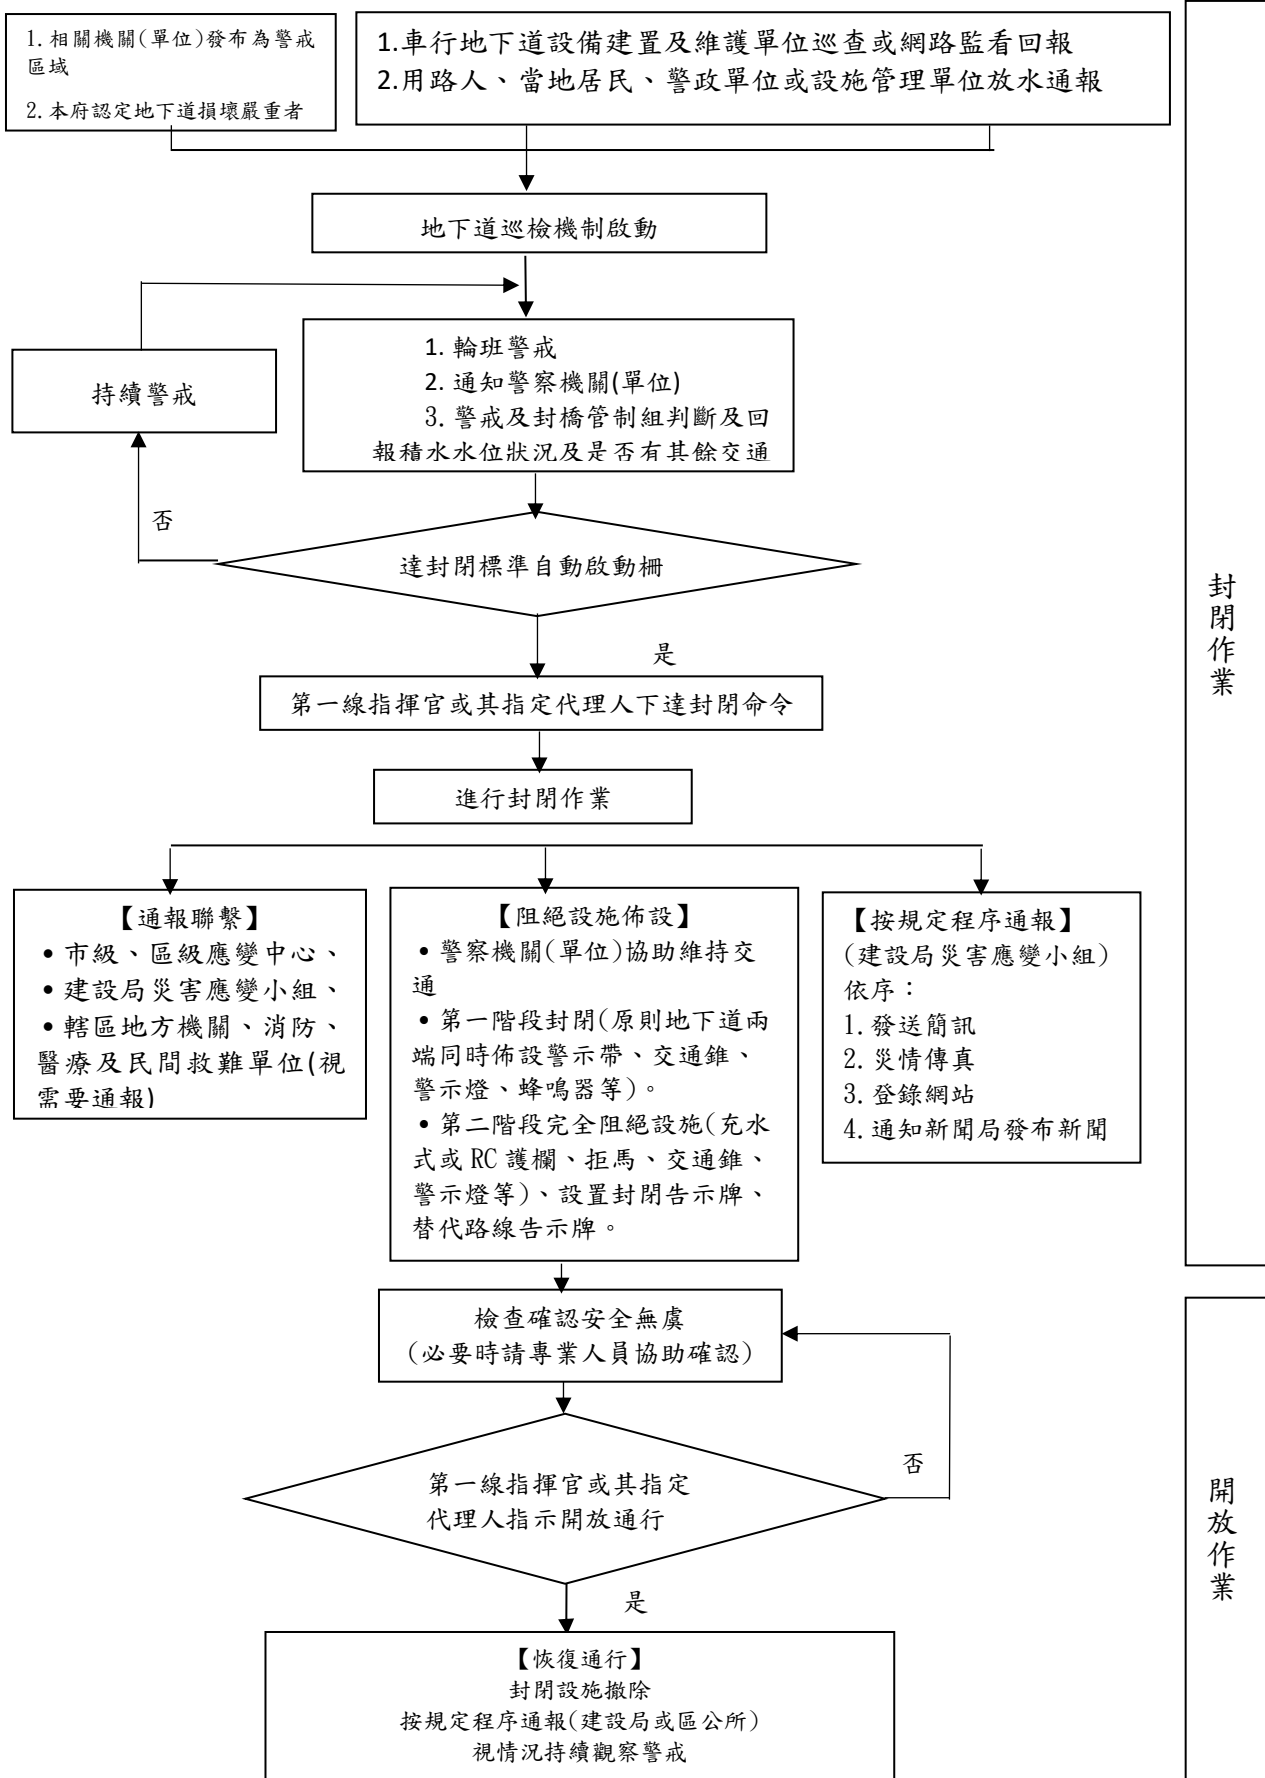 1.相關機關(單位)發布為警戒
區域
2.本府認定地下道損壞嚴重者
1.車行地下道設備建置及維護單位巡查或網路監看回報
2.用路人、當地居民、警政單位或設施管理單位放水通報
地下道巡檢機制啟動
1. 輪班警戒
2. 通知警察機關(單位)
3. 警戒及封橋管制組判斷及回
報積水水位狀況及是否有其餘交通
持續警戒
否
達封閉標準自動啟動柵
是
第一線指揮官或其指定代理人下達封閉命令
進行封閉作業
【通報聯繫】
• 市級、區級應變中心、
• 建設局災害應變小組、
• 轄區地方機關、消防、
醫療及民間救難單位(視
需要通報)
【阻絕設施佈設】
• 警察機關(單位)協助維持交
通
• 第一階段封閉(原則地下道兩
端同時佈設警示帶、交通錐、
警示燈、蜂鳴器等)。
• 第二階段完全阻絕設施(充水
式或 RC 護欄、拒馬、交通錐、
警示燈等)、設置封閉告示牌、
替代路線告示牌。
【按規定程序通報】
(建設局災害應變小組)
依序：
1.發送簡訊
2.災情傳真
3.登錄網站
4.通知新聞局發布新聞
封閉作業
檢查確認安全無虞
(必要時請專業人員協助確認)
否
第一線指揮官或其指定
代理人指示開放通行
是
【恢復通行】
封閉設施撤除
按規定程序通報(建設局或區公所)
視情況持續觀察警戒
開放作業